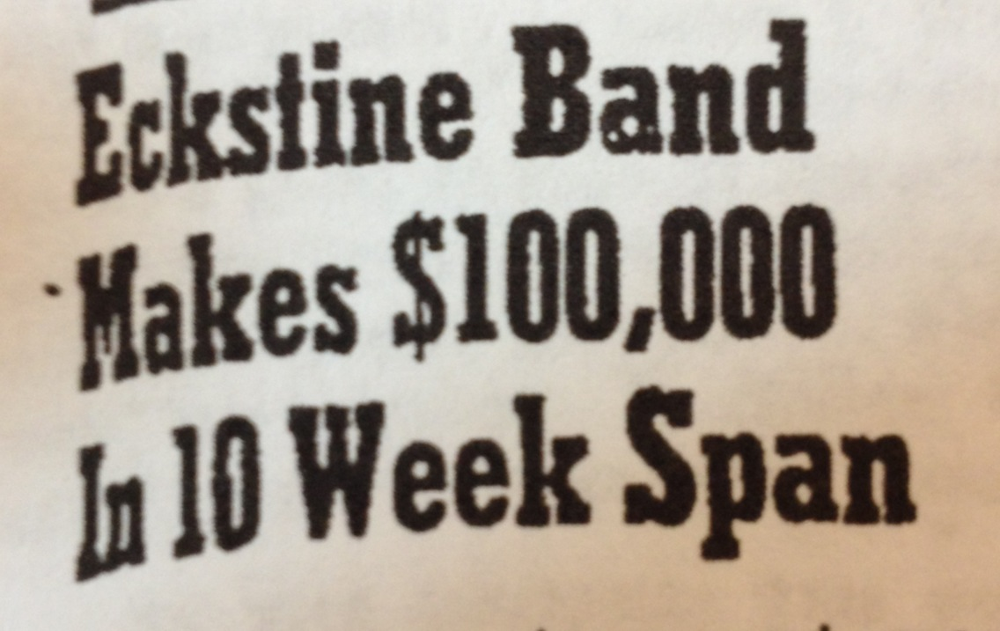 Eckstine Band
Makes $100,000
In 10 Week Span